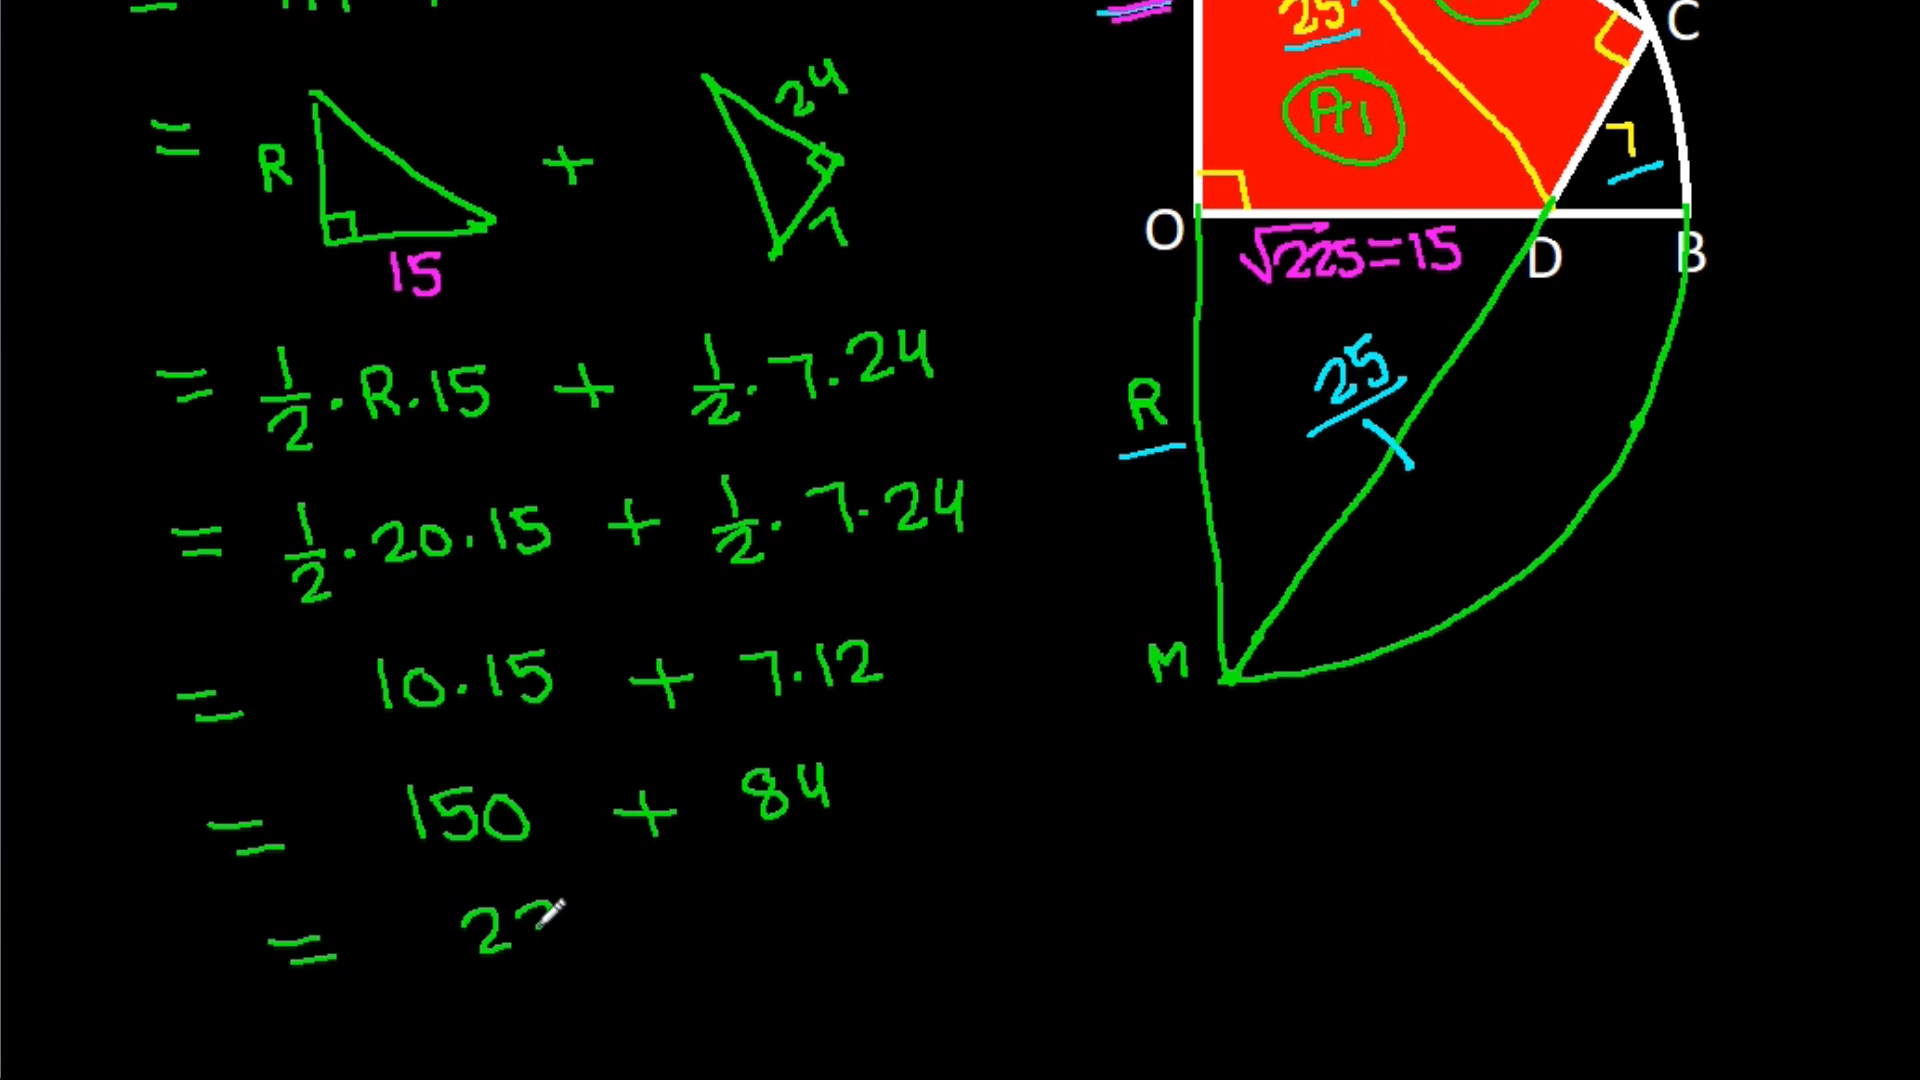 =
= R 15 + 24 7
= 1/2 . R . 15 + 1/2 . 7 . 24
= 1/2 . 20 . 15 + 1/2 . 7 . 24
= 10 . 15 + 7 . 12
= 150 + 84
= 2
25
C
A1
7
O
√225 = 15
D
B
R
25
M